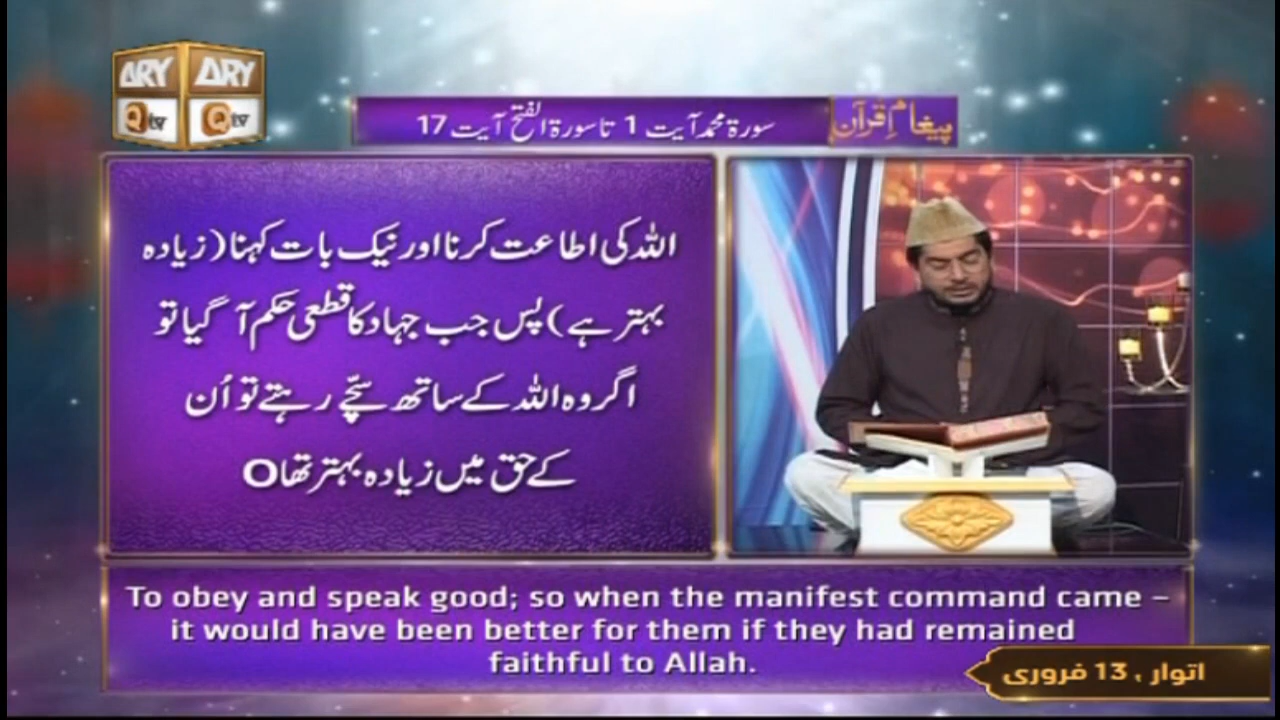 ARY ARY
Qtv Qtv
پیغامِ قرآن
سورۃ محمد آیت 1 تا سورۃ الفتح آیت 17
اللہ کی اطاعت کرنا اور نیک بات کہنا (زیادہ
بہتر ہے) پس جب جہاد کا قطعی حکم آ گیا تو
اگر وہ اللہ کے ساتھ سچّے رہتے تو اُن
کے حق میں زیادہ بہتر تھا O
To obey and speak good; so when the manifest command came –
it would have been better for them if they had remained
faithful to Allah.
اتوار ، 13 فروری